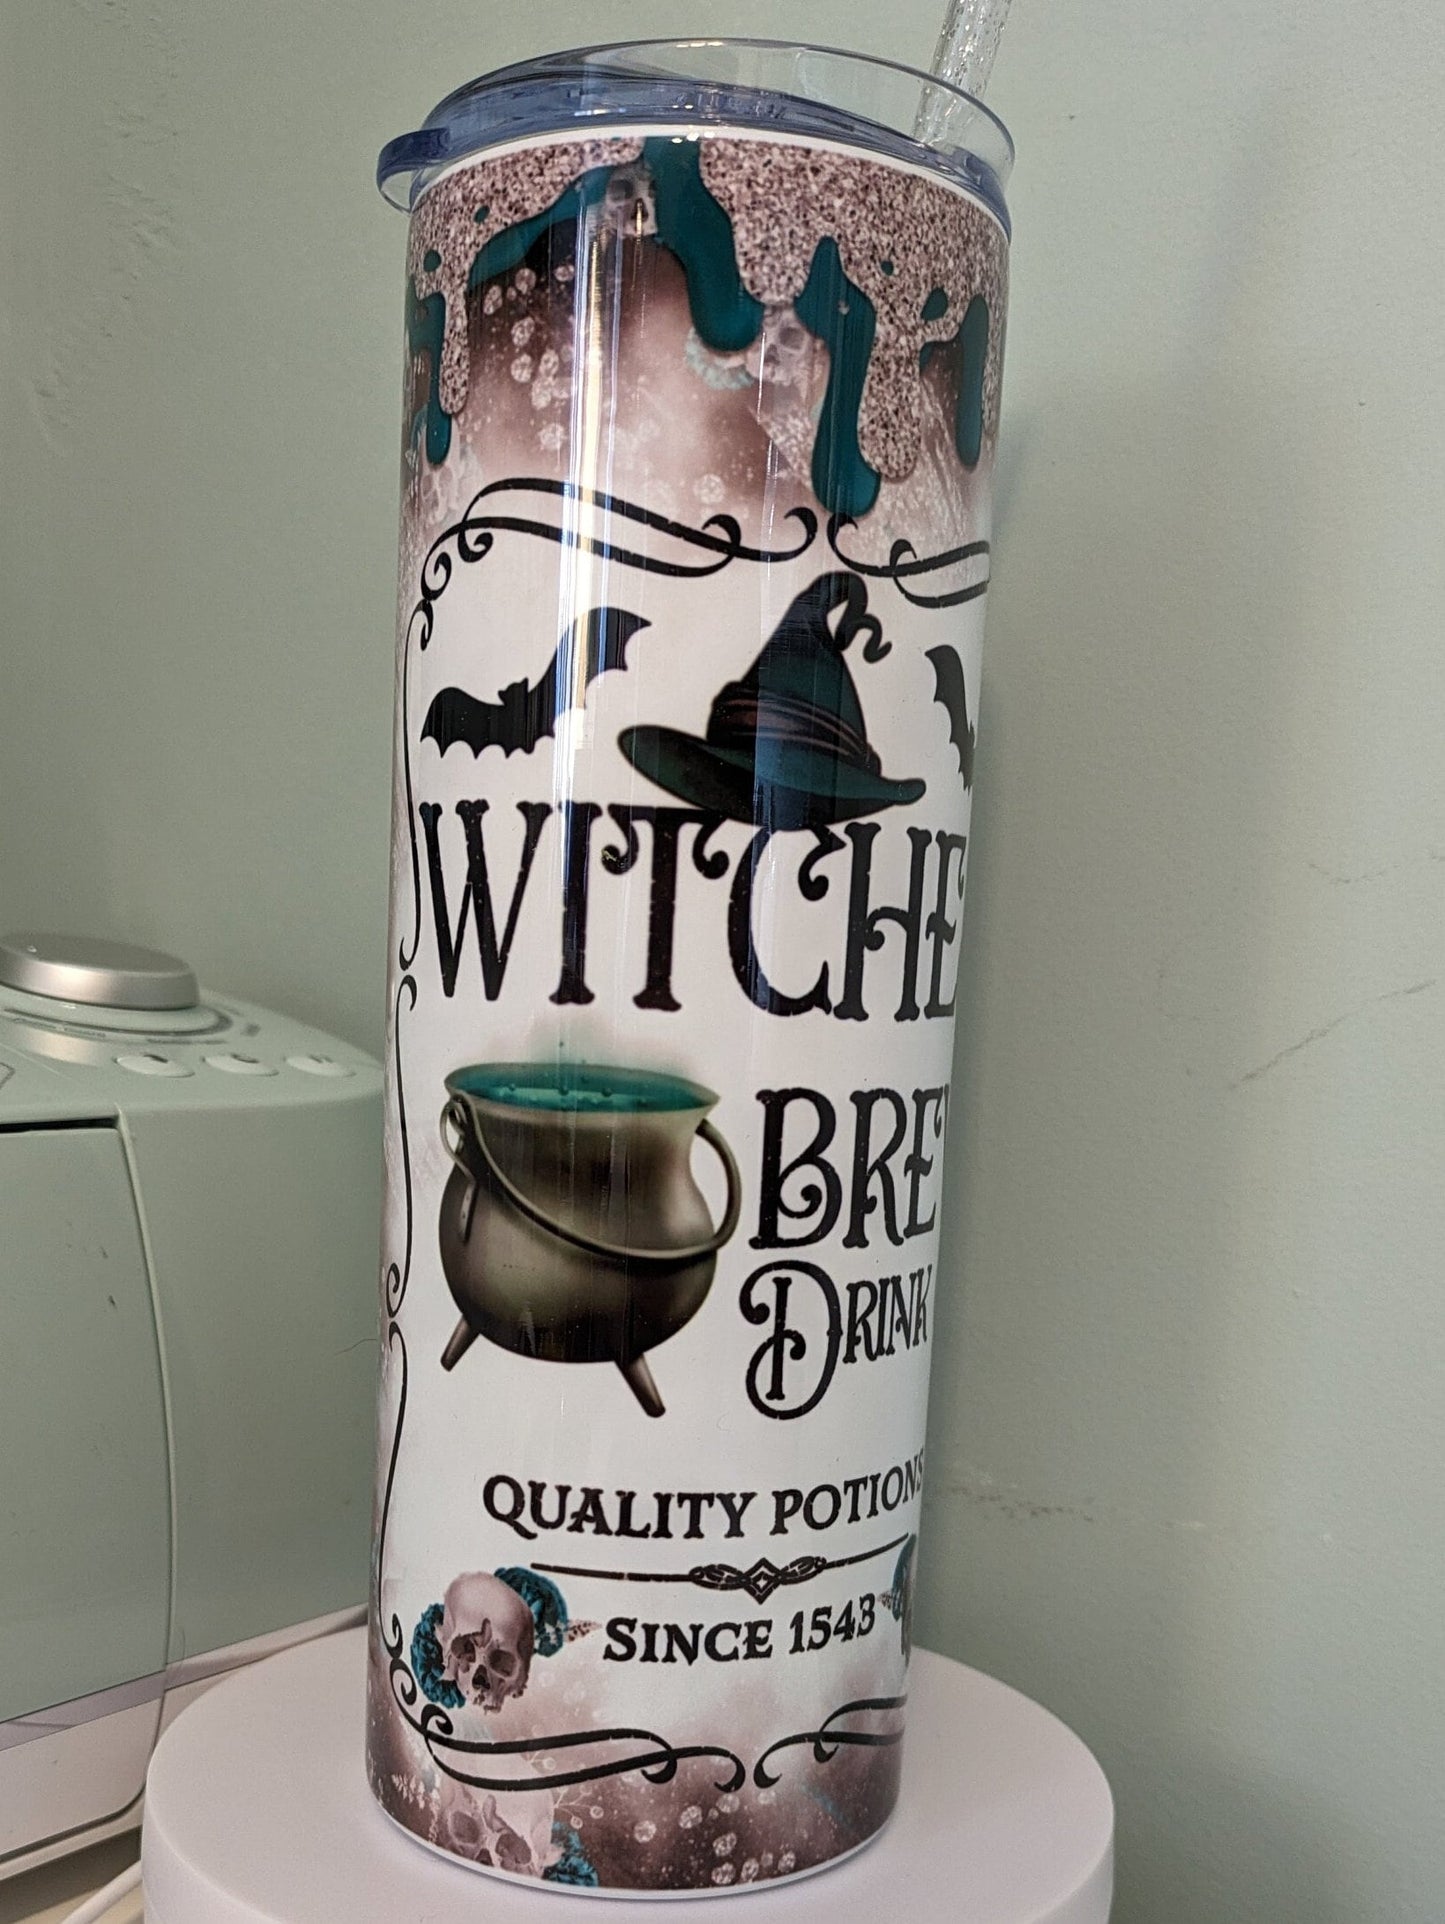 WITCHE
BRE
DRINK
QUALITY POTIONS
SINCE 1543